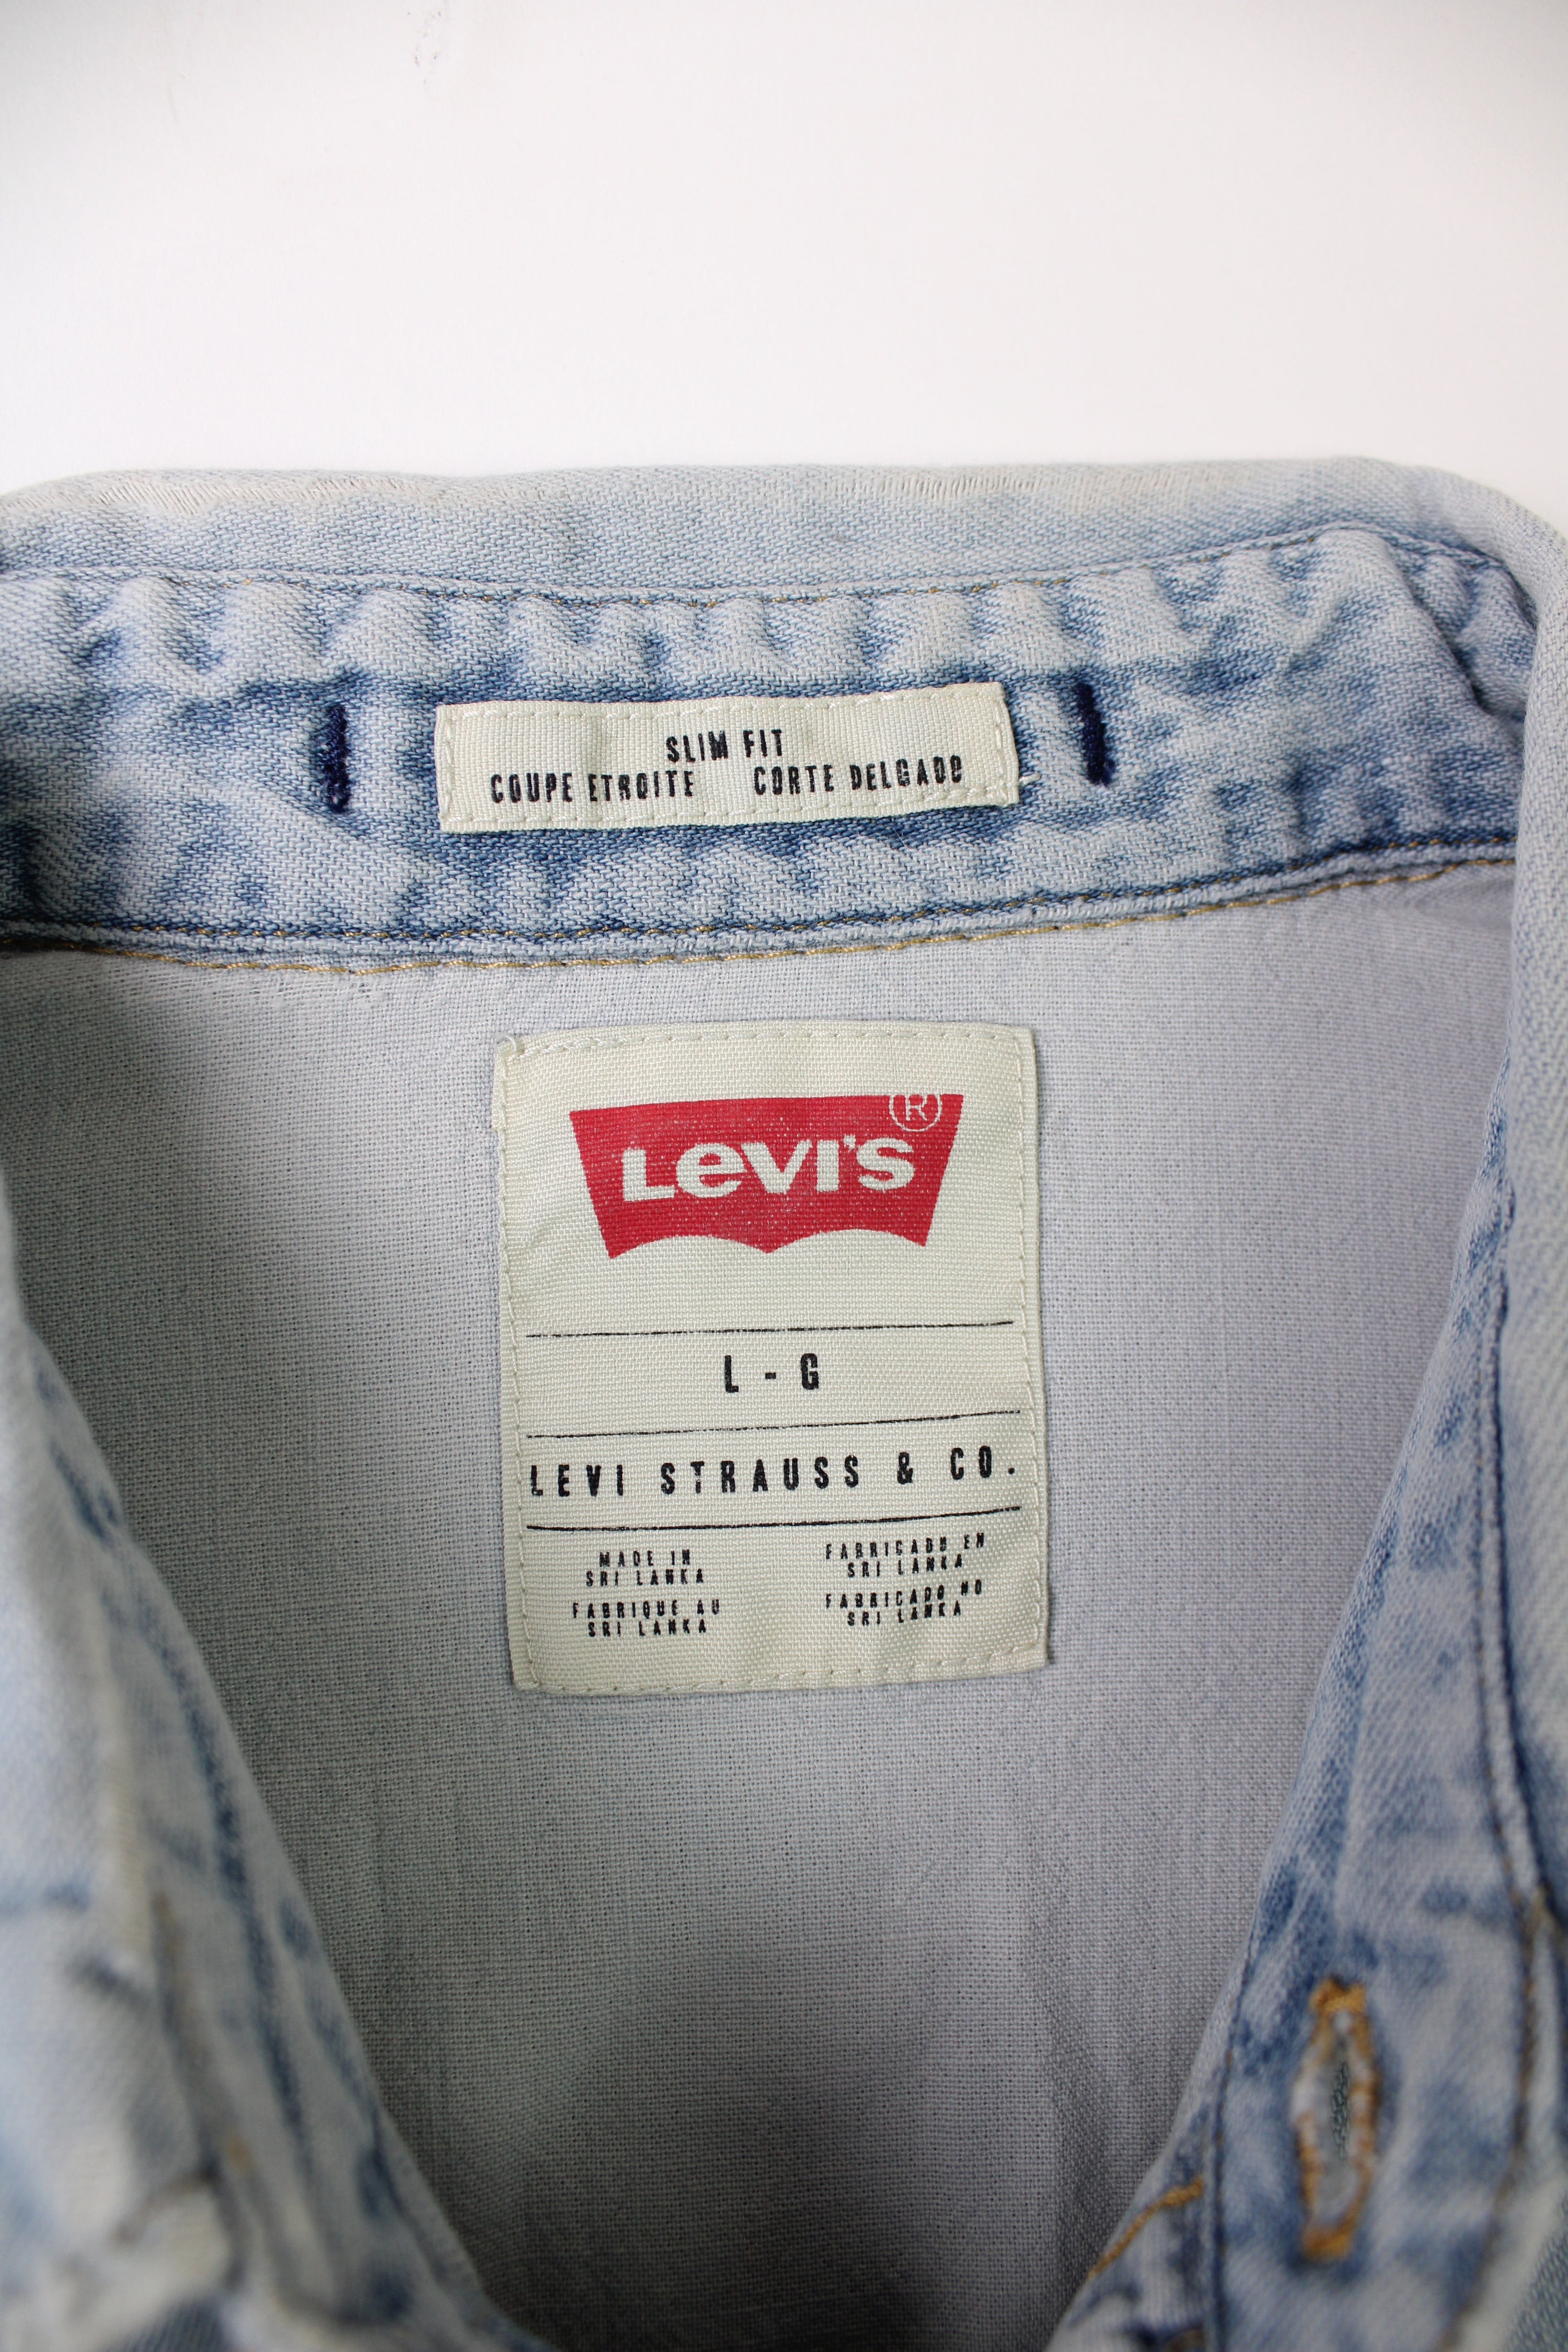 SLIM FIT
COUPE ETROITE CORTE DELGADO
Levi's ®
L - G
LEVI STRAUSS & CO.
MADE IN
SRI LANKA
FABRIQUE AU
SRI LANKA
FABRICADO EN
SRI LANKA
FABRICADO NO
SRI LANKA